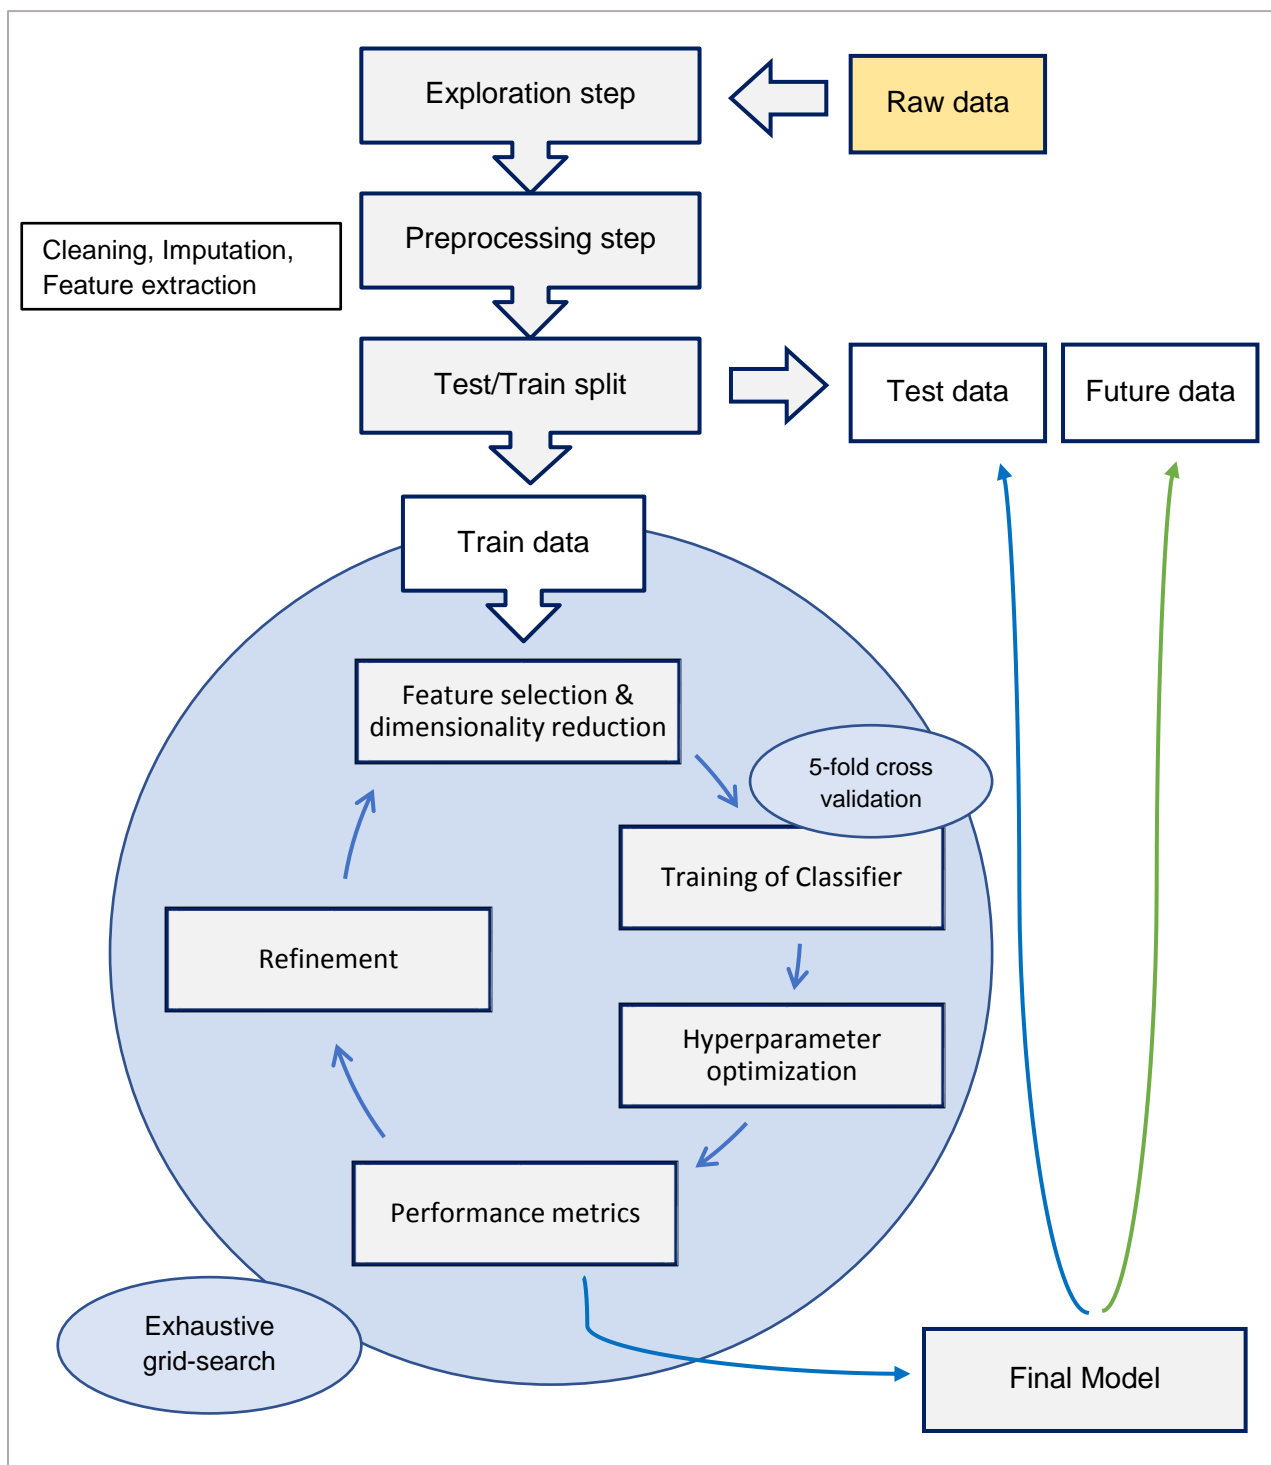 Exploration step
Raw data
Cleaning, Imputation,
Feature extraction
Preprocessing step
Test/Train split
Test data
Future data
Train data
Feature selection &
dimensionality reduction
5-fold cross
validation
Training of Classifier
Refinement
Hyperparameter
optimization
Performance metrics
Exhaustive
grid-search
Final Model